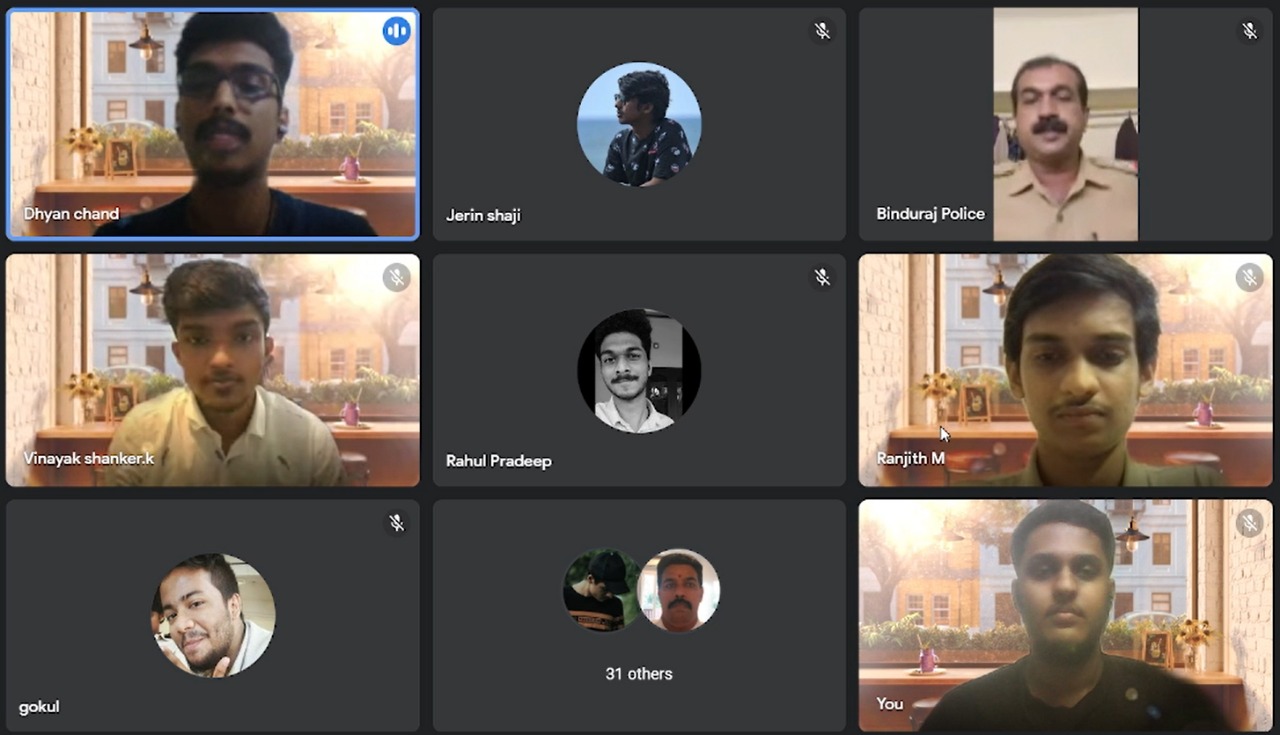 Dhyan chand
Jerin shaji
Binduraj Police
Vinayak shanker.k
Rahul Pradeep
Ranjith M
gokul
31 others
You